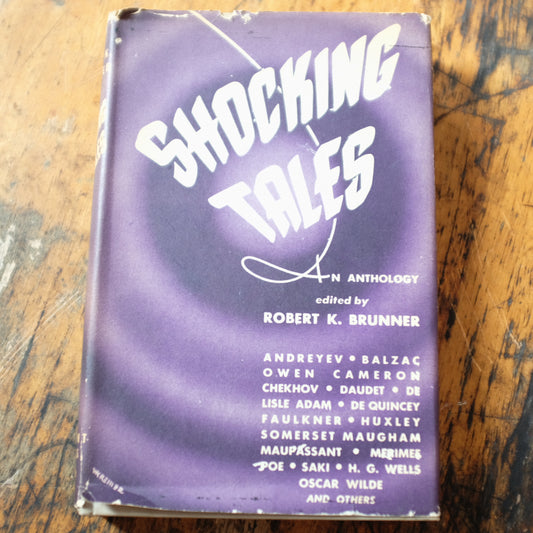 SHOCKING
TALES
AN ANTHOLOGY
edited by
ROBERT K. BRUNNER
ANDREYEV • BALZAC
OWEN CAMERON
CHEKHOV • DAUDET • DE
LISLE ADAM • DE QUINCEY
FAULKNER • HUXLEY
SOMERSET MAUGHAM
MAUPASSANT • MERIMEE
POE • SAKI • H. G. WELLS
OSCAR WILDE
AND OTHERS